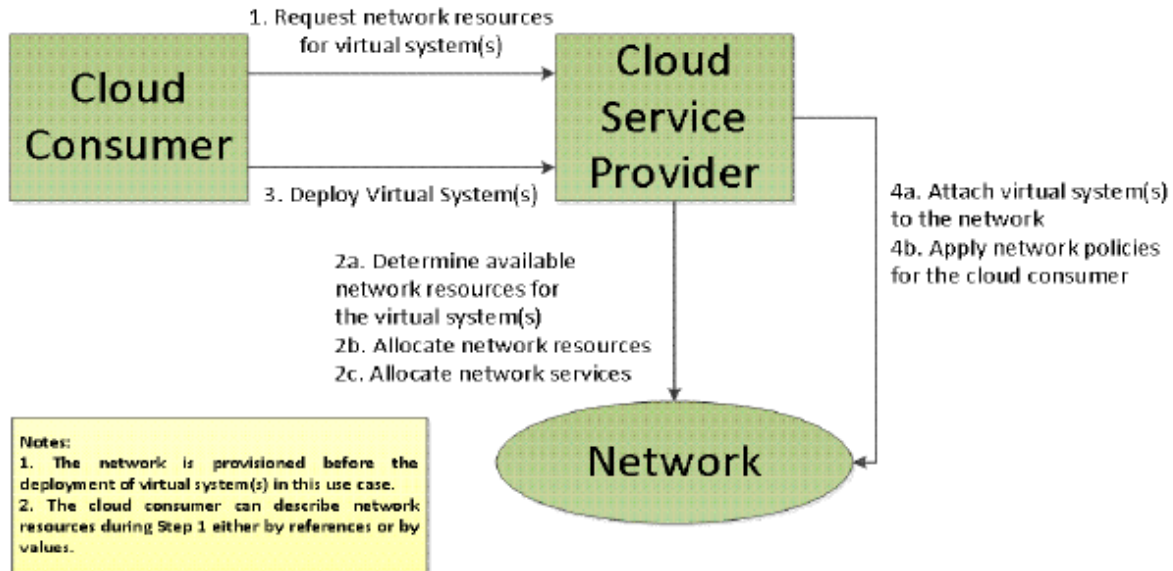 1. Request network resources
for virtual system(s)
Cloud
Consumer
Cloud
Service
Provider
3. Deploy Virtual System(s)
4a. Attach virtual system(s)
to the network
4b. Apply network policies
for the cloud consumer
2a. Determine available
network resources for
the virtual system(s)
2b. Allocate network resources
2c. Allocate network services
Network
Notes:
1. The network is provisioned before the
deployment of virtual system(s) in this use case.
2. The cloud consumer can describe network
resources during Step 1 either by references or by
values.